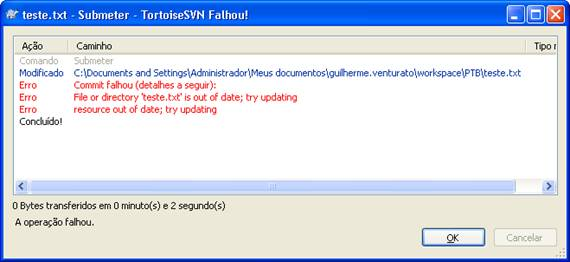 teste.txt - Submeter - TortoiseSVN Falhou!
Ação Caminho Tipo
Comando Submeter
Modificado C:\Documents and Settings\Administrador\Meus documentos\guilherme.venturato\workspace\PTB\teste.txt
Erro Commit falhou (detalhes a seguir):
Erro File or directory 'teste.txt' is out of date; try updating
Erro resource out of date; try updating
Concluído!
0 Bytes transferidos em 0 minuto(s) e 2 segundo(s)
A operação falhou.
OK Cancelar